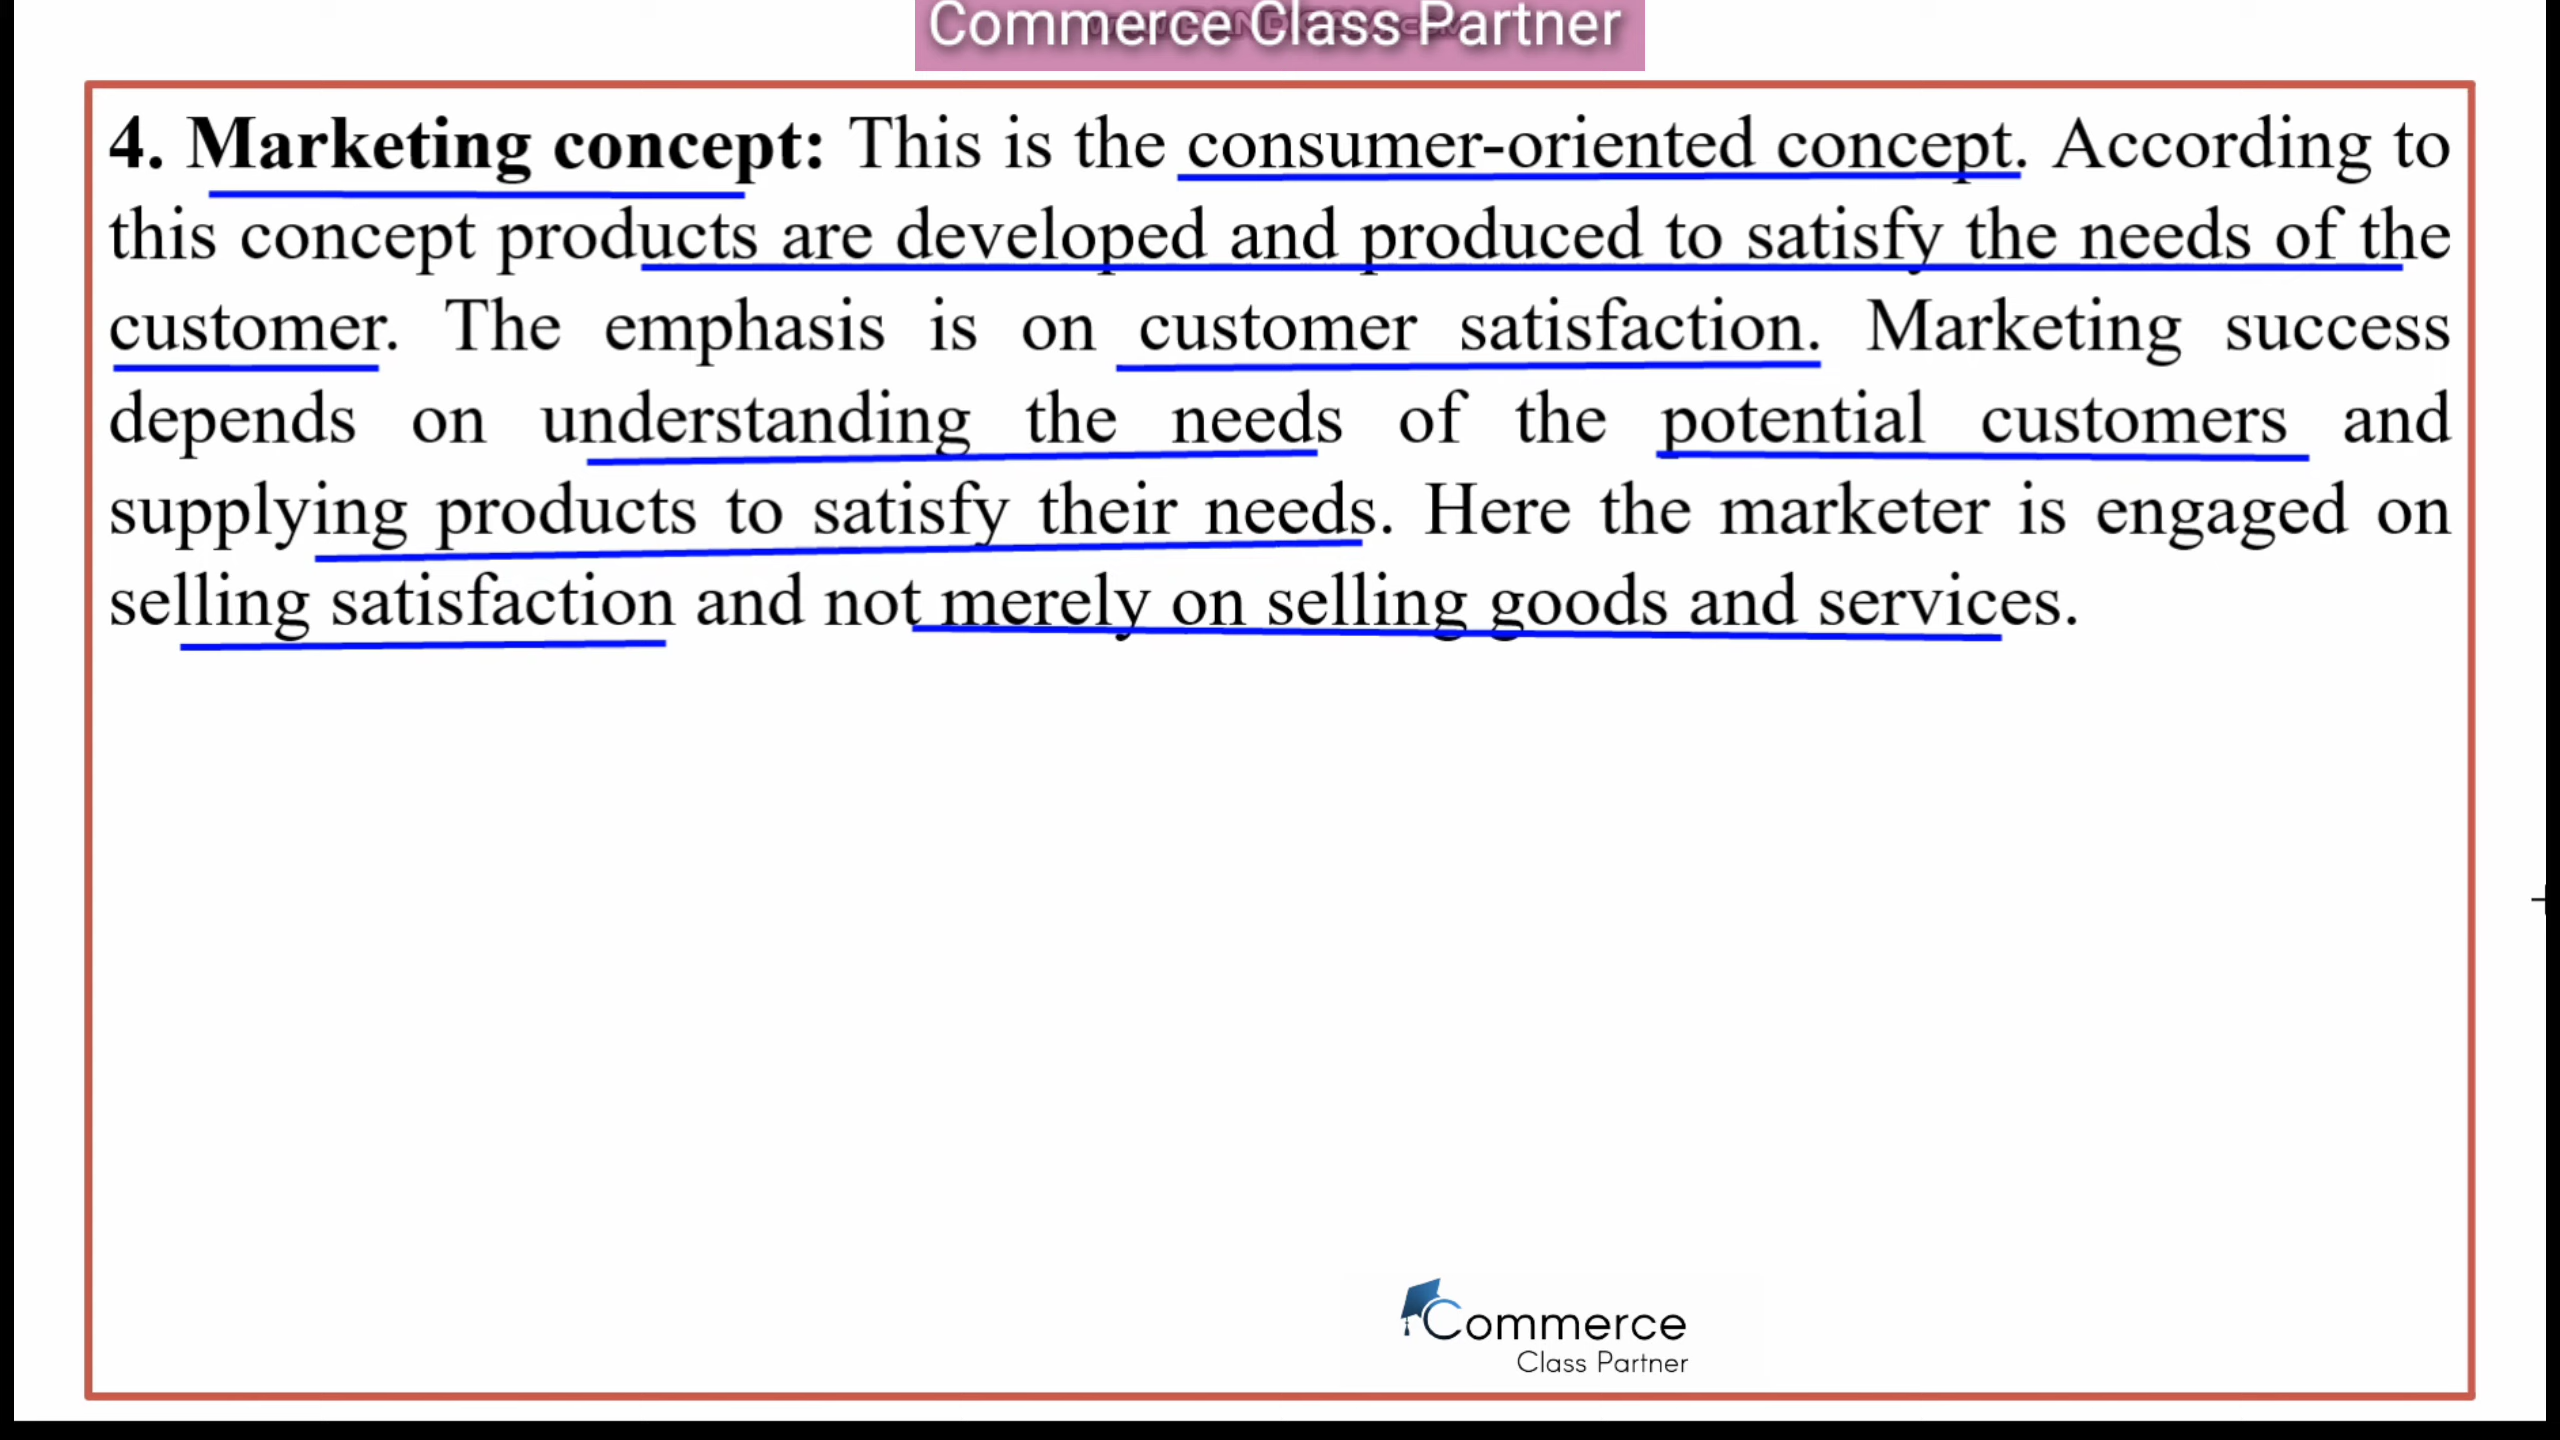 Commerce Class Partner
4. Marketing concept: This is the consumer-oriented concept. According to
this concept products are developed and produced to satisfy the needs of the
customer. The emphasis is on customer satisfaction. Marketing success
depends on understanding the needs of the potential customers and
supplying products to satisfy their needs. Here the marketer is engaged on
selling satisfaction and not merely on selling goods and services.
Commerce
Class Partner